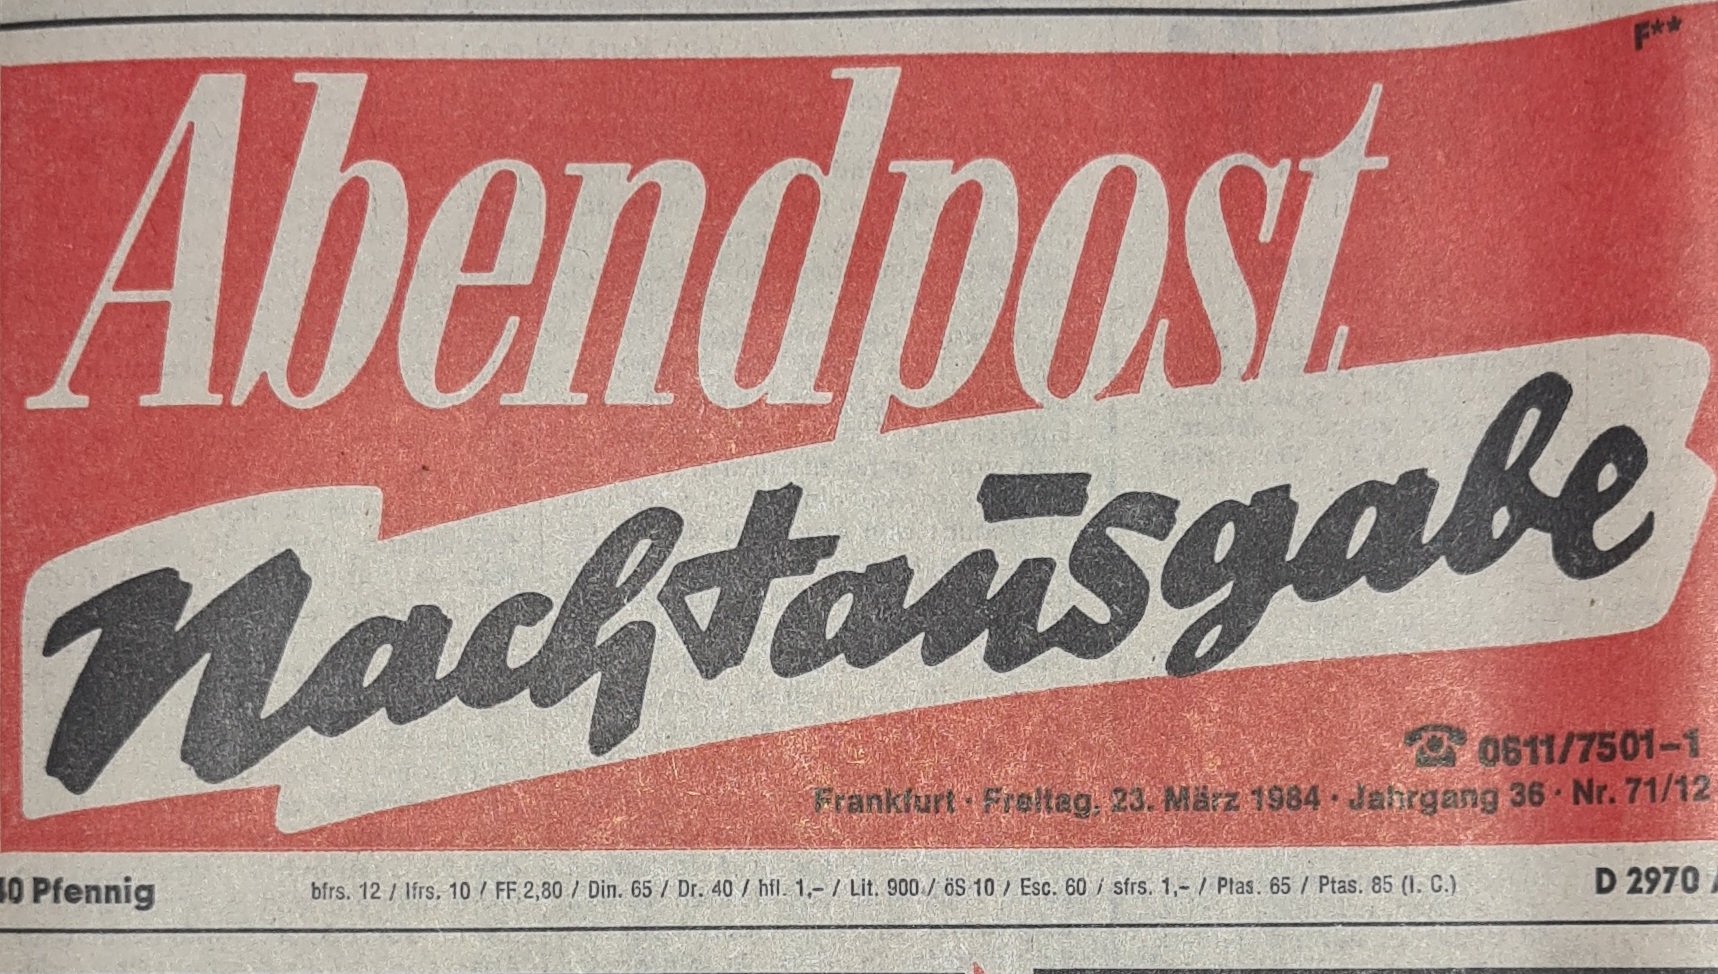 F**
Abendpost
Nachtausgabe
☎ 0611/7501–1
Frankfurt · Freitag, 23. März 1984 · Jahrgang 36 · Nr. 71/12
Pfennig
bfrs. 12 / lfrs. 10 / FF 2,80 / Din. 65 / Dr. 40 / hfl. 1,– / Lit. 900 / öS 10 / Esc. 60 / sfrs. 1,– / Ptas. 65 / Ptas. 85 (I. C.)
D 2970